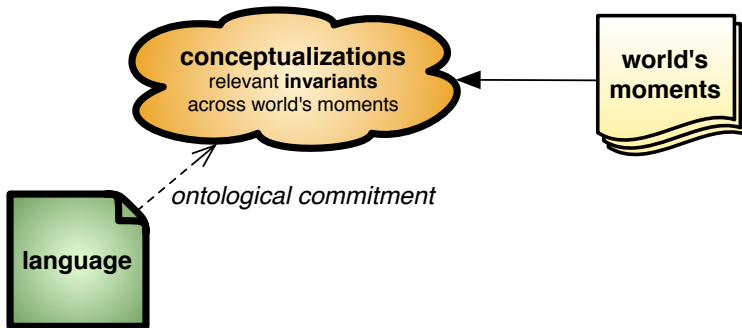 conceptualizations
relevant invariants
across world's moments
world's
moments
ontological commitment
language